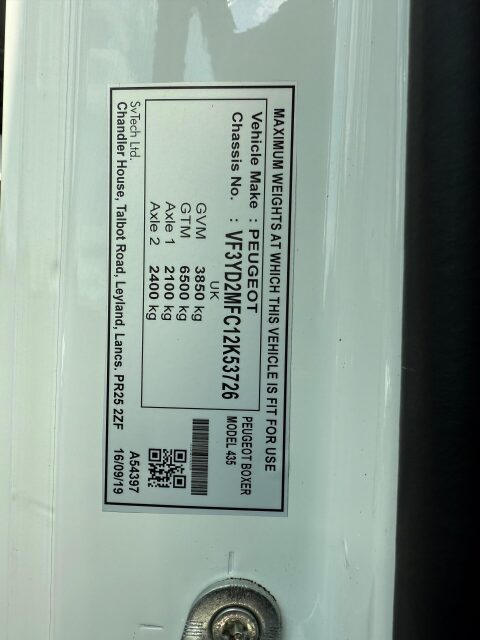 MAXIMUM WEIGHTS AT WHICH THIS VEHICLE IS FIT FOR USE
Vehicle Make : PEUGEOT
Chassis No. : VF3YD2MFC12K53726
PEUGEOT BOXER
MODEL 435
UK
GVM 3850 kg
GTM 6500 kg
Axle 1 2100 kg
Axle 2 2400 kg
SvTech Ltd.
Chandler House, Talbot Road, Leyland, Lancs. PR25 2ZF
A54397
16/09/19